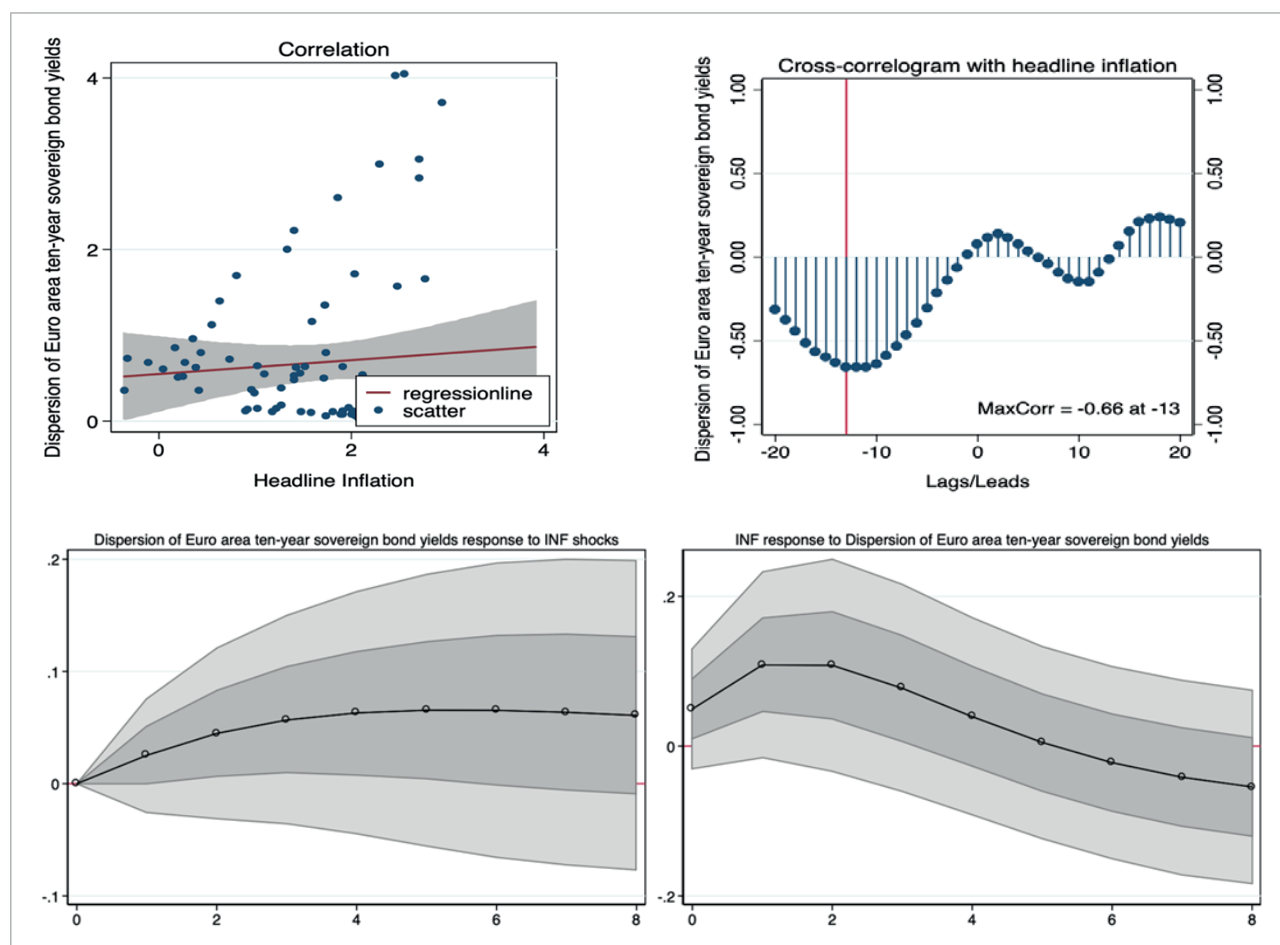 Correlation
Dispersion of Euro area ten-year sovereign bond yields
4
2
0
regressionline
scatter
0 2 4
Headline Inflation
Cross-correlogram with headline inflation
Dispersion of Euro area ten-year sovereign bond yields
1.00 1.00
0.50 0.50
0.00 0.00
-0.50 -0.50
-1.00 -1.00
MaxCorr = -0.66 at -13
-20 -10 0 10 20
Lags/Leads
Dispersion of Euro area ten-year sovereign bond yields response to INF shocks
.2
.1
0
-.1
0 2 4 6 8
INF response to Dispersion of Euro area ten-year sovereign bond yields
.2
0
-.2
0 2 4 6 8